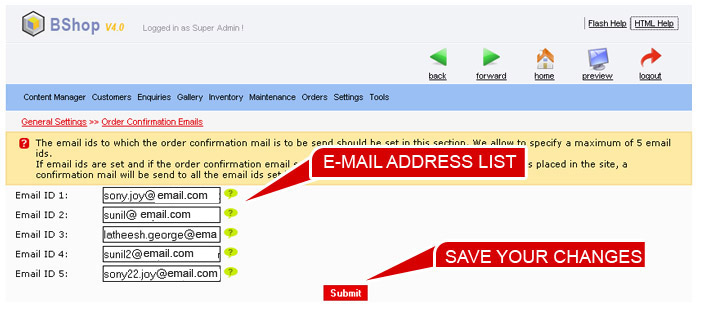 BShop V4.0
Logged in as Super Admin !
Flash Help HTML Help
back forward home preview logout
Content Manager Customers Enquiries Gallery Inventory Maintenance Orders Settings Tools
General Settings >> Order Confirmation Emails
? The email ids to which the order confirmation mail is to be send should be set in this section. We allow to specify a maximum of 5 email
ids.
If email ids are set and if the order confirmation email s placed in the site, a
confirmation mail will be send to all the email ids set
E-MAIL ADDRESS LIST
Email ID 1: sony.joy@email.com ?
Email ID 2: sunil@ email.com ?
Email ID 3: latheesh.george@ema ?
Email ID 4: sunil2@email.com ?
Email ID 5: sony22.joy@email.com ?
SAVE YOUR CHANGES
Submit